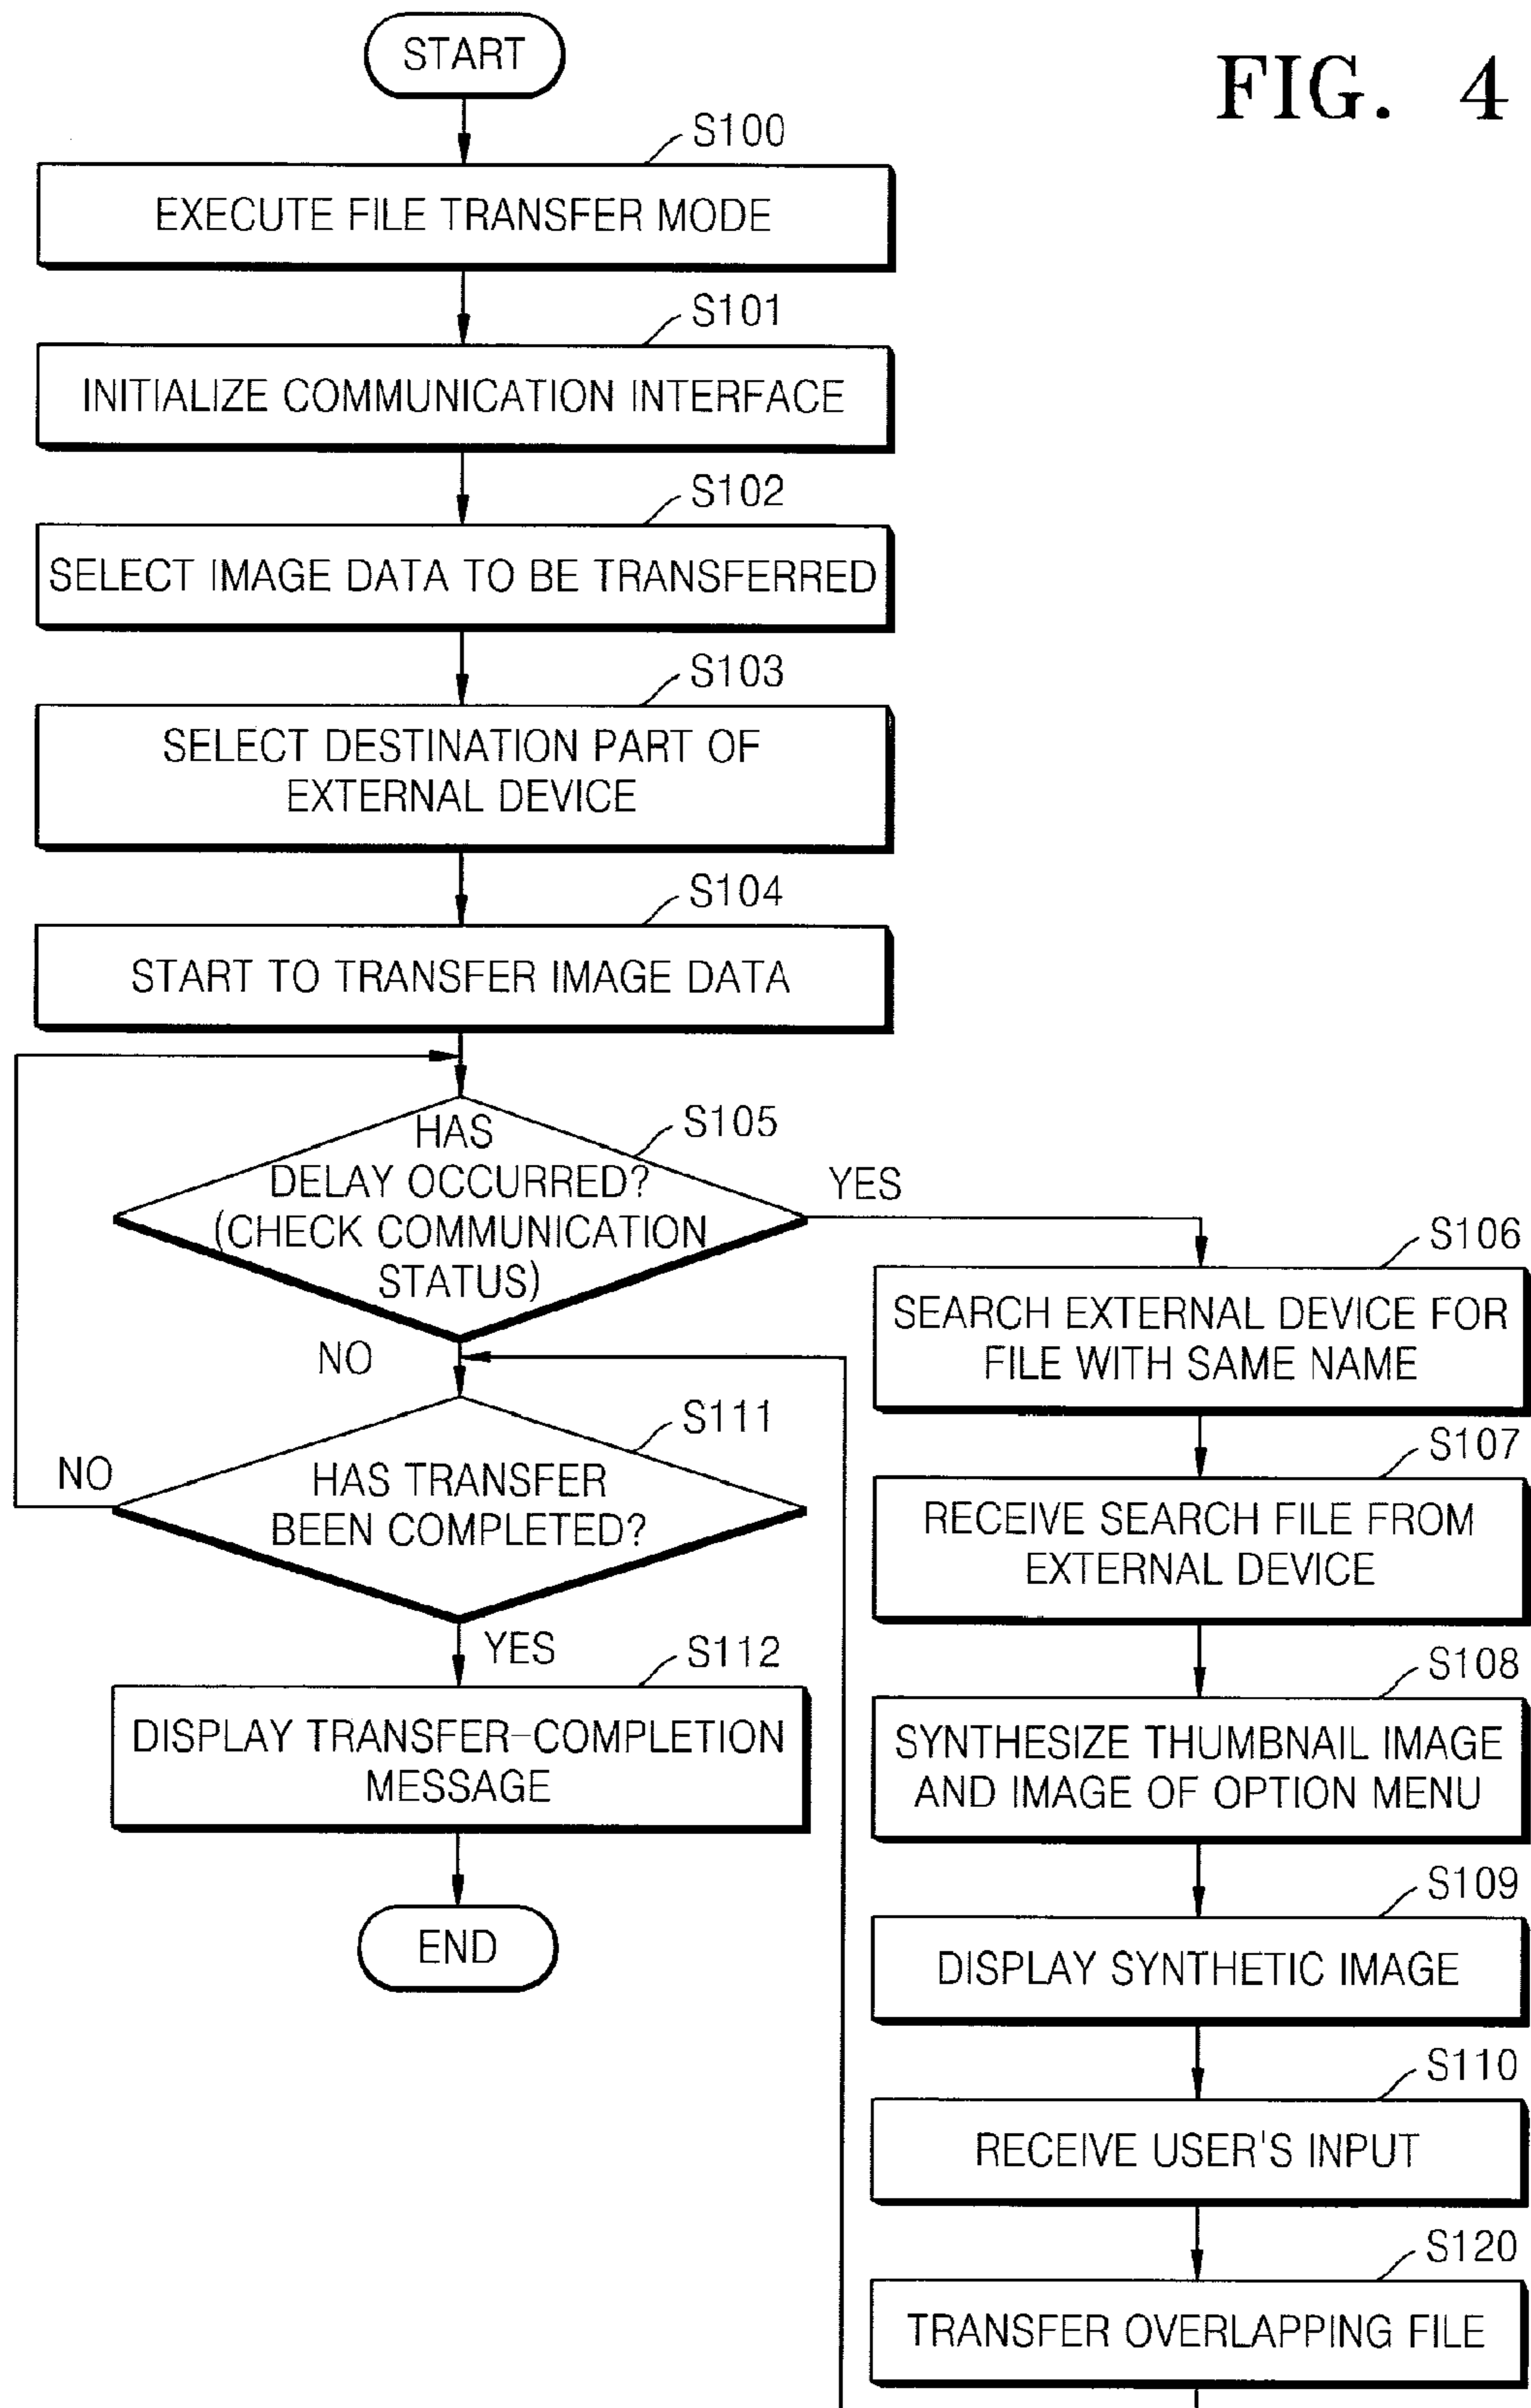 FIG. 4
START
S100
EXECUTE FILE TRANSFER MODE
S101
INITIALIZE COMMUNICATION INTERFACE
S102
SELECT IMAGE DATA TO BE TRANSFERRED
S103
SELECT DESTINATION PART OF
EXTERNAL DEVICE
S104
START TO TRANSFER IMAGE DATA
S105
HAS
DELAY OCCURRED?
(CHECK COMMUNICATION
STATUS)
YES
NO
S111
HAS TRANSFER
BEEN COMPLETED?
NO
YES
S112
DISPLAY TRANSFER-COMPLETION
MESSAGE
END
S106
SEARCH EXTERNAL DEVICE FOR
FILE WITH SAME NAME
S107
RECEIVE SEARCH FILE FROM
EXTERNAL DEVICE
S108
SYNTHESIZE THUMBNAIL IMAGE
AND IMAGE OF OPTION MENU
S109
DISPLAY SYNTHETIC IMAGE
S110
RECEIVE USER'S INPUT
S120
TRANSFER OVERLAPPING FILE